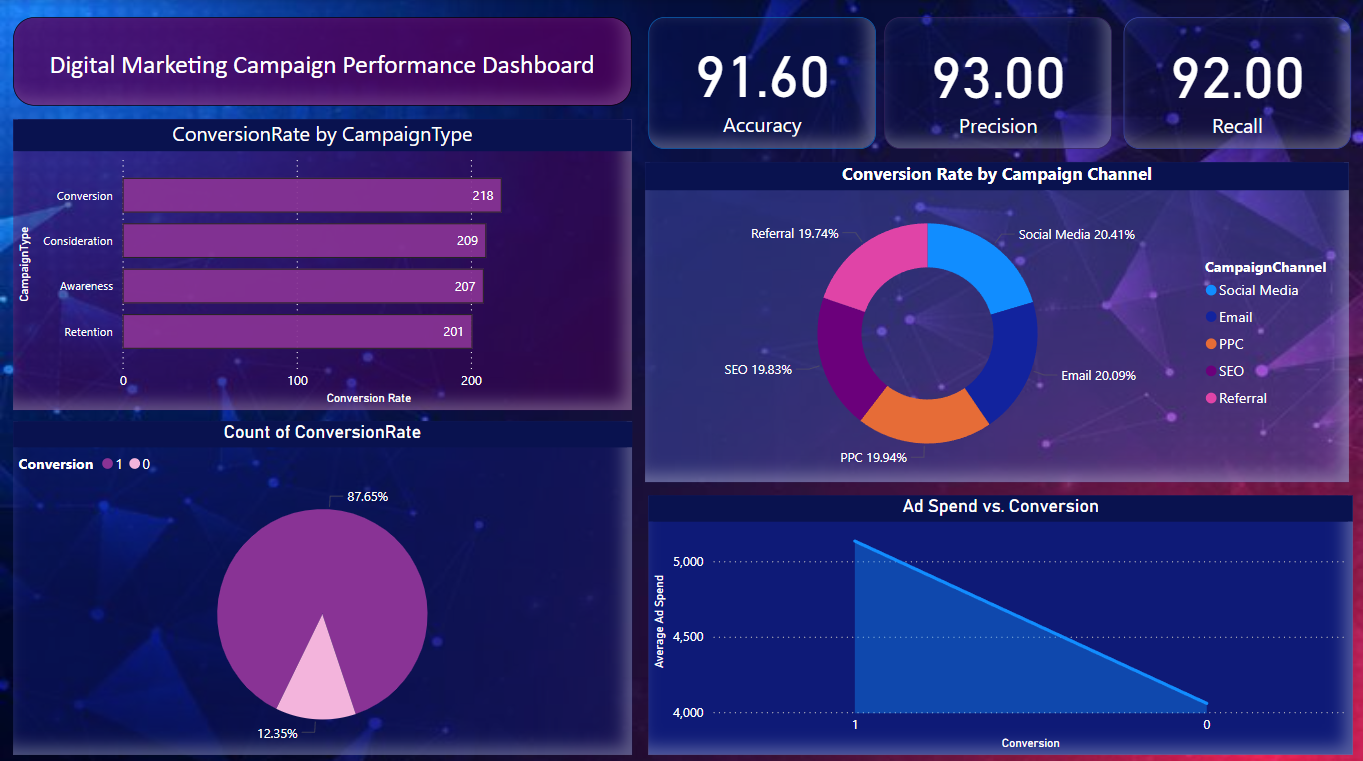 Digital Marketing Campaign Performance Dashboard
91.60
Accuracy
93.00
Precision
92.00
Recall
ConversionRate by CampaignType
CampaignType
Conversion
218
Consideration
209
Awareness
207
Retention
201
0
100
200
Conversion Rate
Conversion Rate by Campaign Channel
Referral 19.74%
Social Media 20.41%
SEO 19.83%
Email 20.09%
PPC 19.94%
CampaignChannel
Social Media
Email
PPC
SEO
Referral
Count of ConversionRate
Conversion 1 0
87.65%
12.35%
Ad Spend vs. Conversion
Average Ad Spend
5,000
4,500
4,000
1
0
Conversion